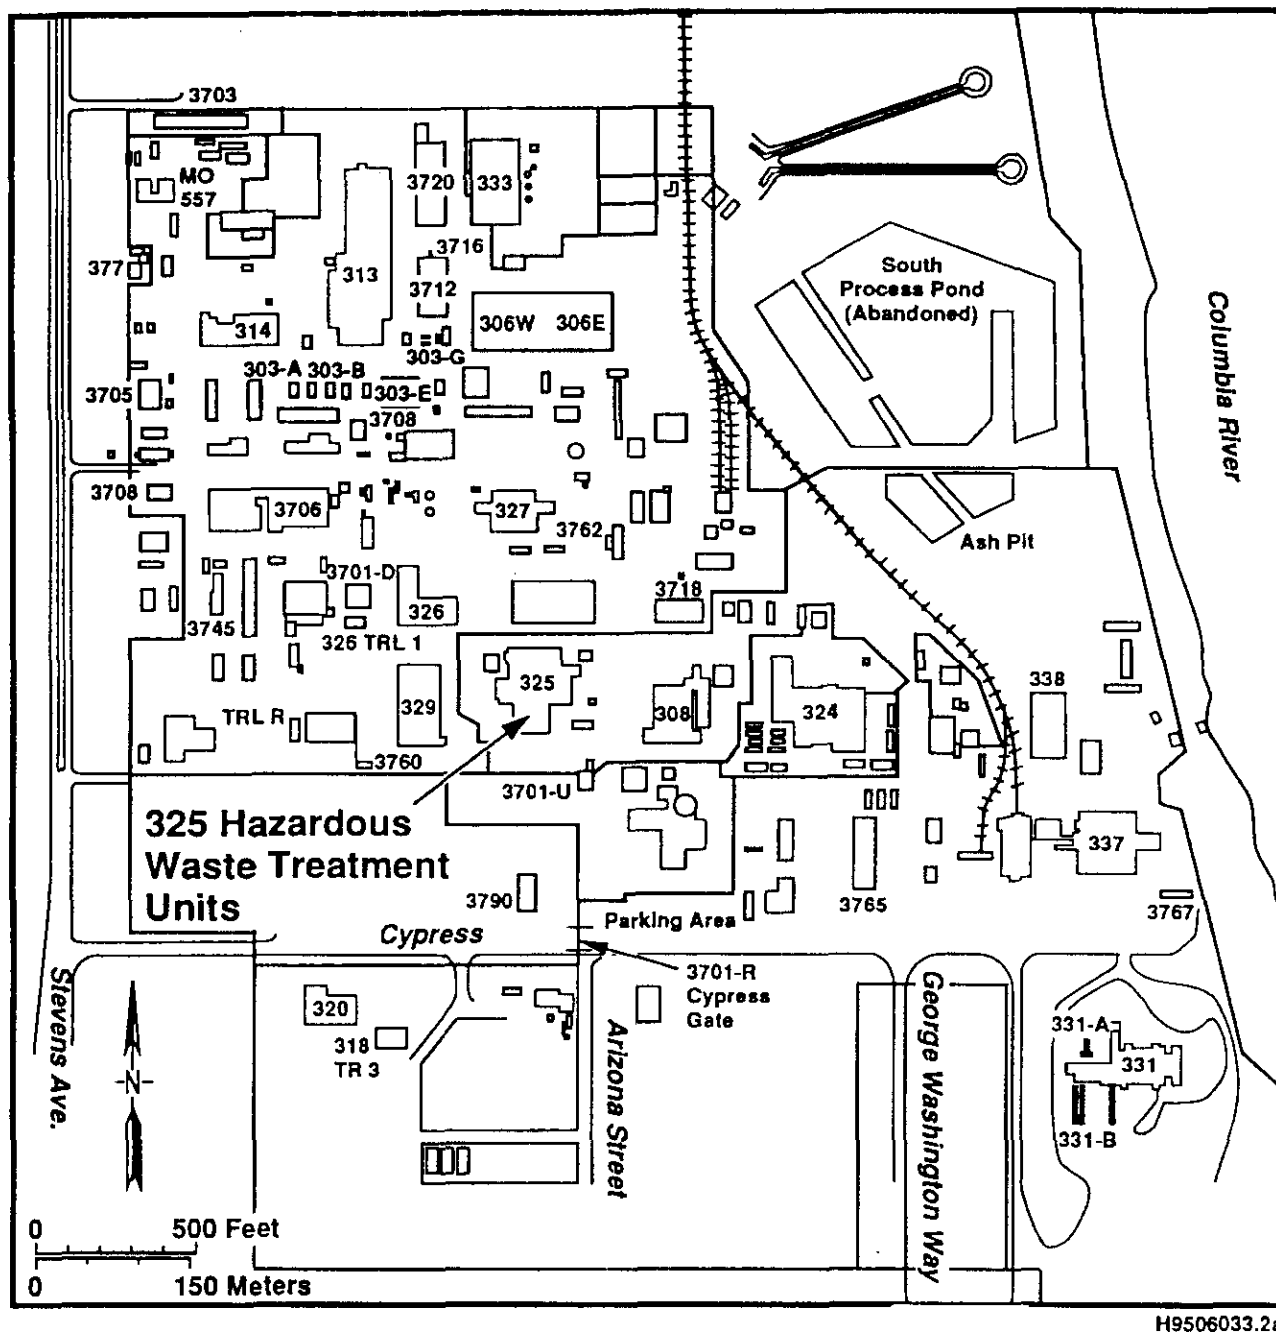 3703
MO
557
3720
333
377
3716
313
3712
314
306W
306E
South
Process Pond
(Abandoned)
Columbia River
303-G
303-A
303-B
3705
303-E
3708
3708
3706
327
3762
Ash Pit
3701-D
3718
326
3745
326 TRL 1
325
338
TRL R
329
308
324
3760
3701-U
325 Hazardous
Waste Treatment
Units
337
3790
Parking Area
3765
3767
Cypress
3701-R
Cypress
Gate
Stevens Ave.
320
318
TR 3
Arizona Street
George Washington Way
331-A
331
331-B
N
0
500 Feet
0
150 Meters
H9506033.2a